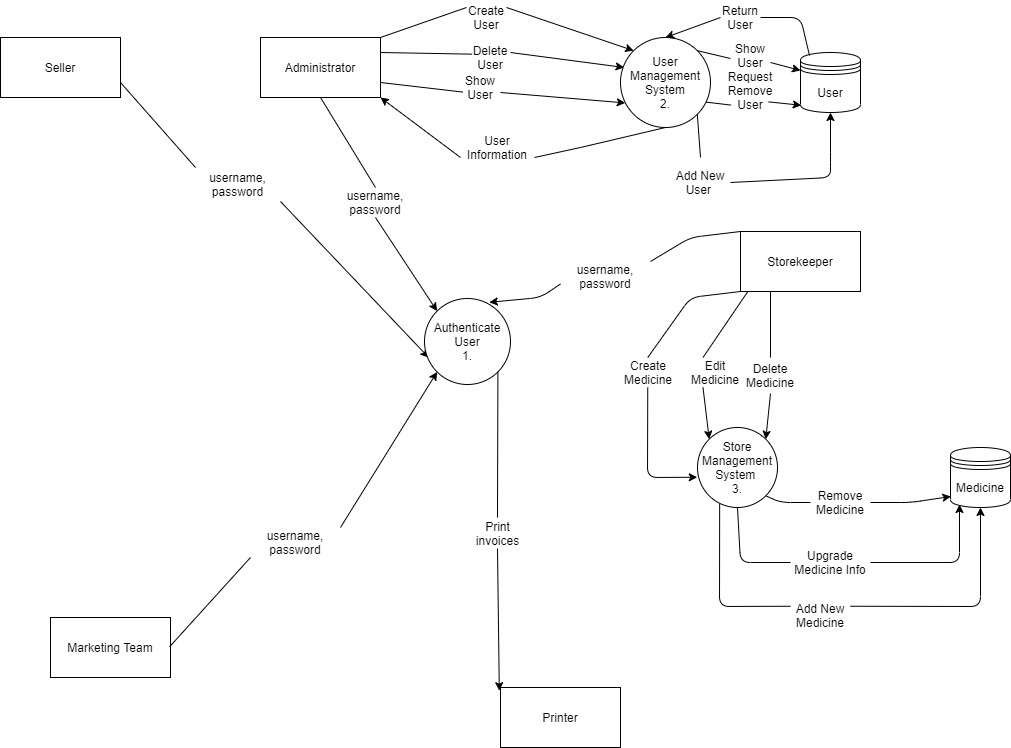 Create
User
Return
User
Seller
Administrator
Delete
User
Show
User
User
Management
System
2.
Show
User
Request
Remove
User
User
User
Information
Add New
User
username,
password
username,
password
Storekeeper
username,
password
Authenticate
User
1.
Create
Medicine
Edit
Medicine
Delete
Medicine
Store
Management
System
3.
Medicine
Remove
Medicine
Print
invoices
username,
password
Upgrade
Medicine Info
Add New
Medicine
Marketing Team
Printer